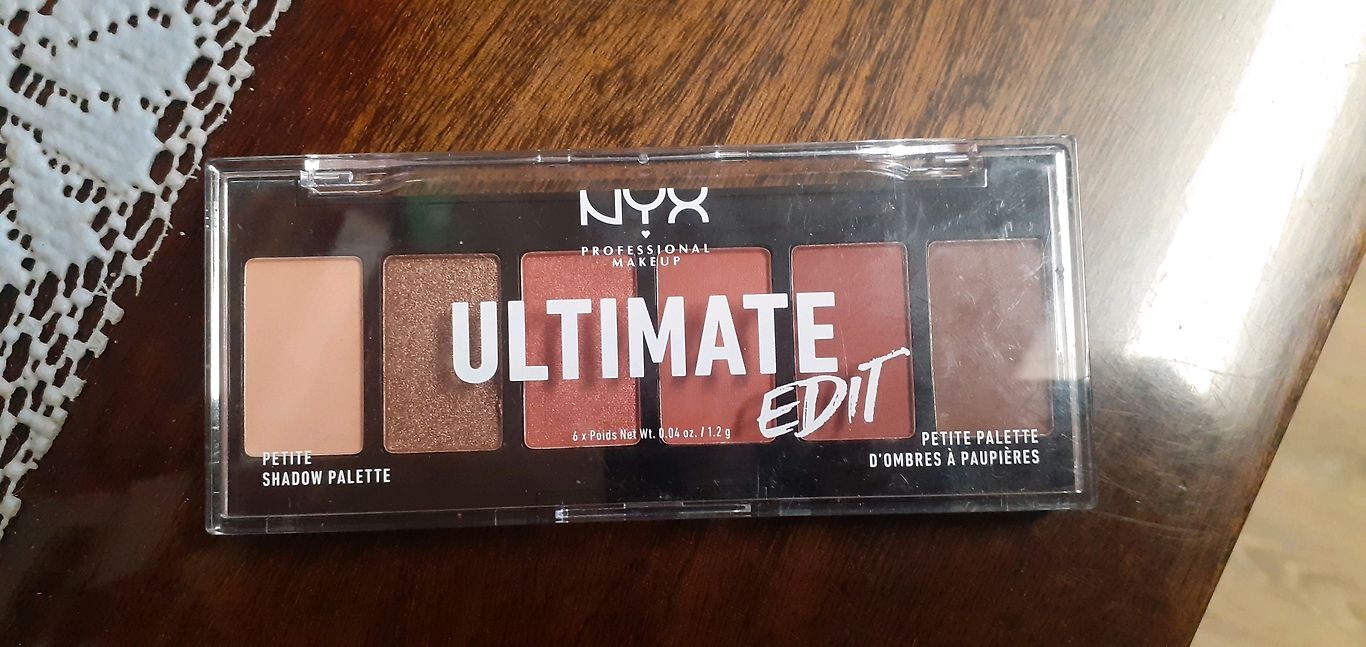 NYX
PROFESSIONAL
MAKEUP
ULTIMATE
EDIT
6 x Poids Net Wt. 0.04 oz. / 1.2 g
PETITE
SHADOW PALETTE
PETITE PALETTE
D'OMBRES À PAUPIÈRES